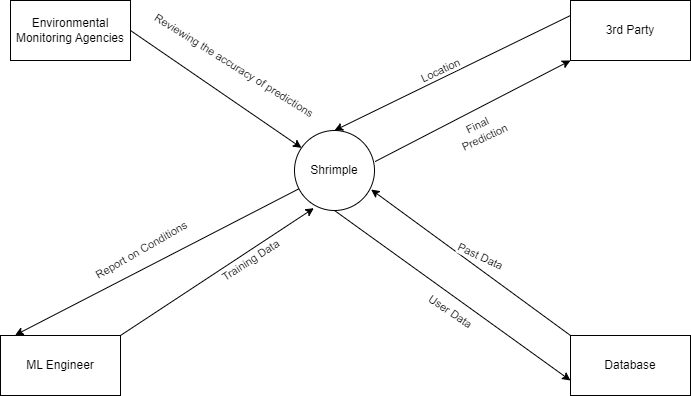 Environmental
Monitoring Agencies
Reviewing the accuracy of predictions
3rd Party
Location
Final
Prediction
Shrimple
Report on Conditions
Training Data
Past Data
User Data
ML Engineer
Database